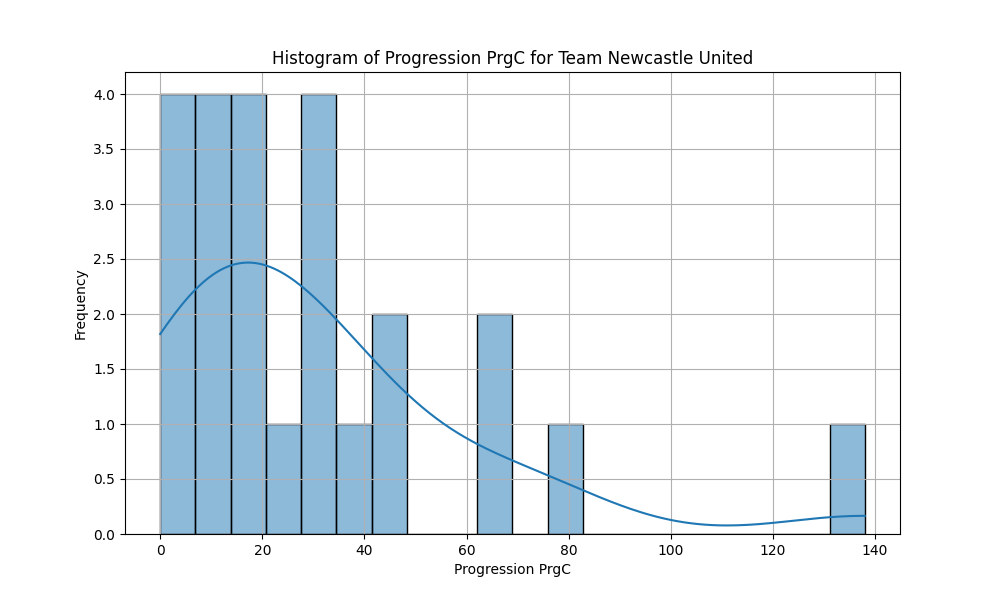 Histogram of Progression PrgC for Team Newcastle United
4.0
3.5
3.0
2.5
2.0
1.5
1.0
0.5
0.0
Frequency
0 20 40 60 80 100 120 140
Progression PrgC